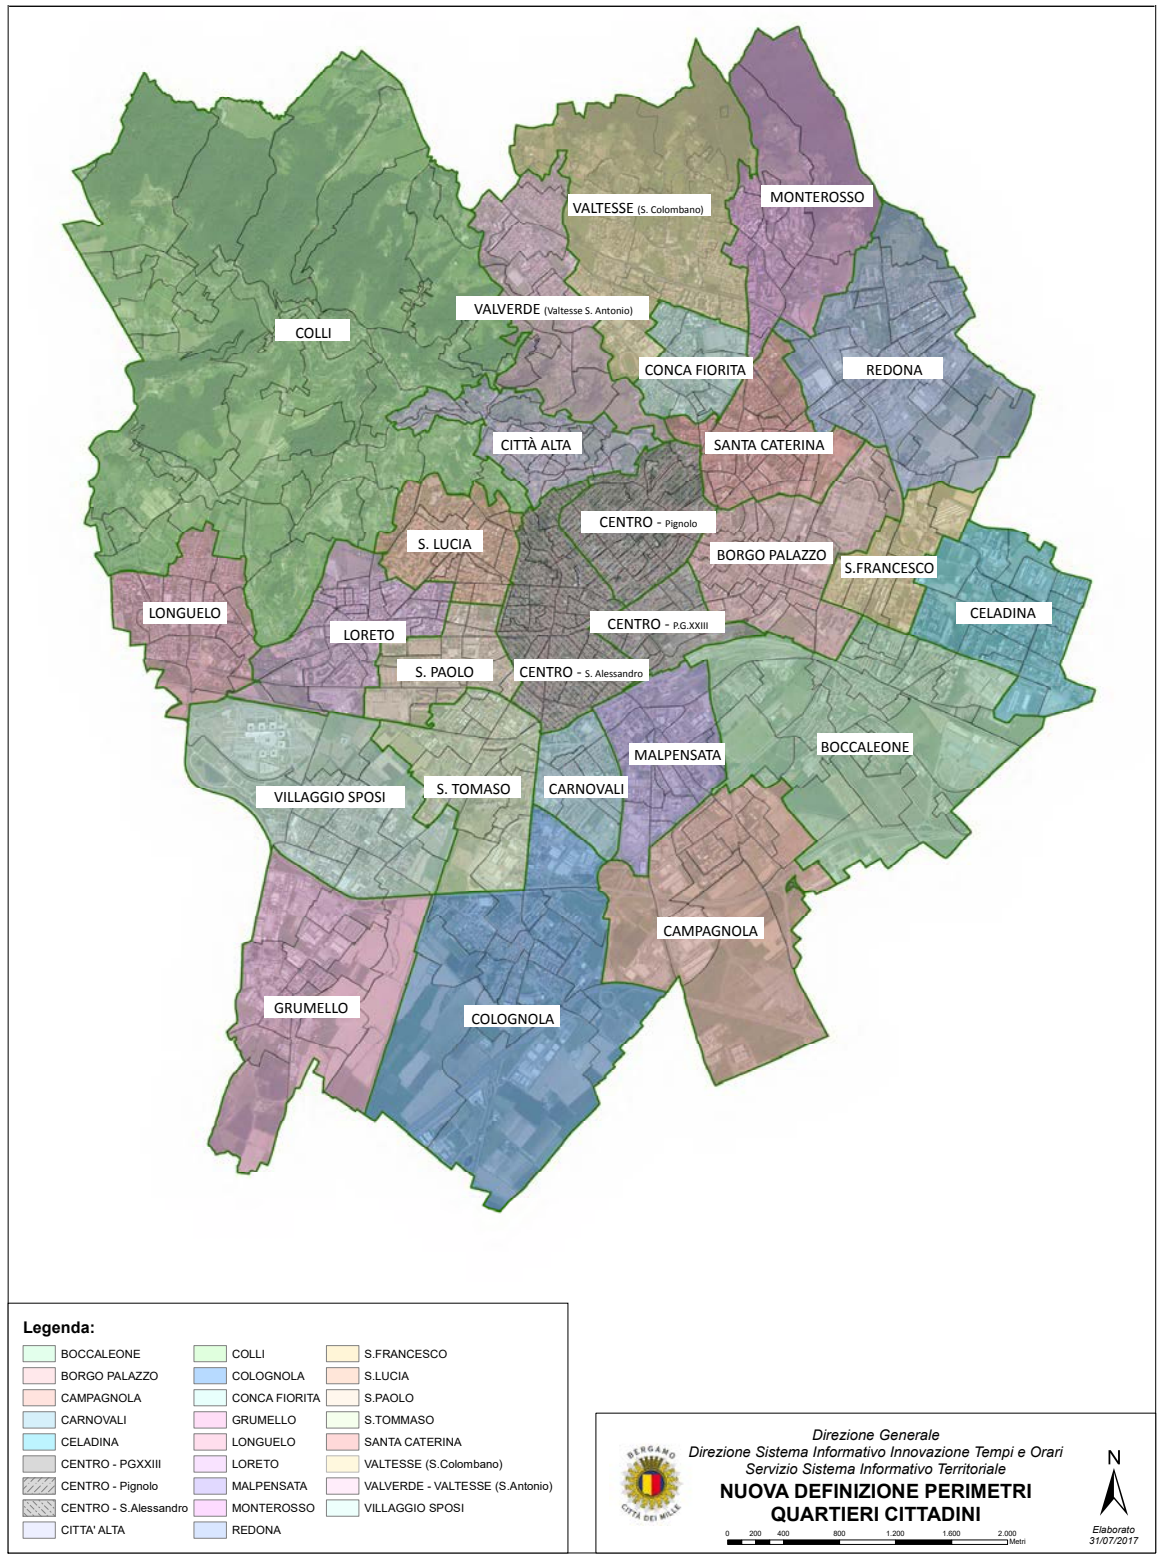 MONTEROSSO
VALTESSE (S. Colombano)
VALVERDE (Valtesse S. Antonio)
COLLI
CONCA FIORITA
REDONA
CITTÀ ALTA
SANTA CATERINA
CENTRO - Pignolo
S. LUCIA
BORGO PALAZZO
S.FRANCESCO
LONGUELO
CELADINA
CENTRO - P.G.XXIII
LORETO
S. PAOLO
CENTRO - S. Alessandro
BOCCALEONE
MALPENSATA
S. TOMASO
CARNOVALI
VILLAGGIO SPOSI
CAMPAGNOLA
GRUMELLO
COLOGNOLA
Legenda:
BOCCALEONE
BORGO PALAZZO
CAMPAGNOLA
CARNOVALI
CELADINA
CENTRO - PGXXIII
CENTRO - Pignolo
CENTRO - S.Alessandro
CITTA' ALTA
COLLI
COLOGNOLA
CONCA FIORITA
GRUMELLO
LONGUELO
LORETO
MALPENSATA
MONTEROSSO
REDONA
S.FRANCESCO
S.LUCIA
S.PAOLO
S.TOMMASO
SANTA CATERINA
VALTESSE (S.Colombano)
VALVERDE - VALTESSE (S.Antonio)
VILLAGGIO SPOSI
BERGAMO
CITTÀ DEI MILLE
Direzione Generale
Direzione Sistema Informativo Innovazione Tempi e Orari
Servizio Sistema Informativo Territoriale
NUOVA DEFINIZIONE PERIMETRI
QUARTIERI CITTADINI
0 200 400 800 1.200 1.600 2.000
Metri
N
Elaborato
31/07/2017